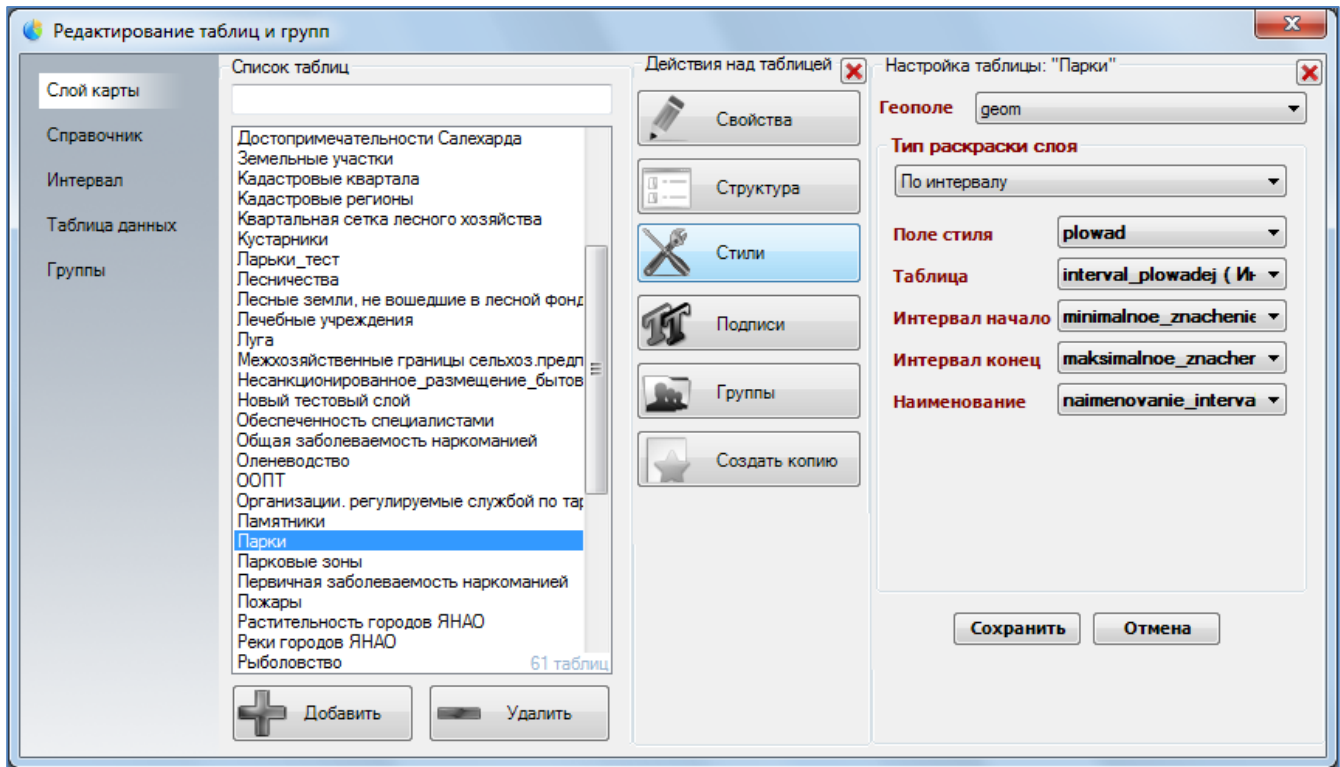 Редактирование таблиц и групп
Слой карты
Справочник
Интервал
Таблица данных
Группы
Список таблиц
Достопримечательности Салехарда
Земельные участки
Кадастровые квартала
Кадастровые регионы
Квартальная сетка лесного хозяйства
Кустарники
Ларьки_тест
Лесничества
Лесные земли, не вошедшие в лесной фонд
Лечебные учреждения
Луга
Межхозяйственные границы сельхоз.предп
Несанкционированное_размещение_бытов
Новый тестовый слой
Обеспеченность специалистами
Общая заболеваемость наркоманией
Оленеводство
ООПТ
Организации. регулируемые службой по тар
Памятники
Парки
Парковые зоны
Первичная заболеваемость наркоманией
Пожары
Растительность городов ЯНАО
Реки городов ЯНАО
Рыболовство
61 таблиц
Добавить
Удалить
Действия над таблицей
Свойства
Структура
Стили
Подписи
Группы
Создать копию
Настройка таблицы: "Парки"
Геополе geom
Тип раскраски слоя
По интервалу
Поле стиля plowad
Таблица interval_plowadej ( Ин
Интервал начало minimalnoe_znachenie
Интервал конец maksimalnoe_znacher
Наименование naimenovanie_interva
Сохранить
Отмена